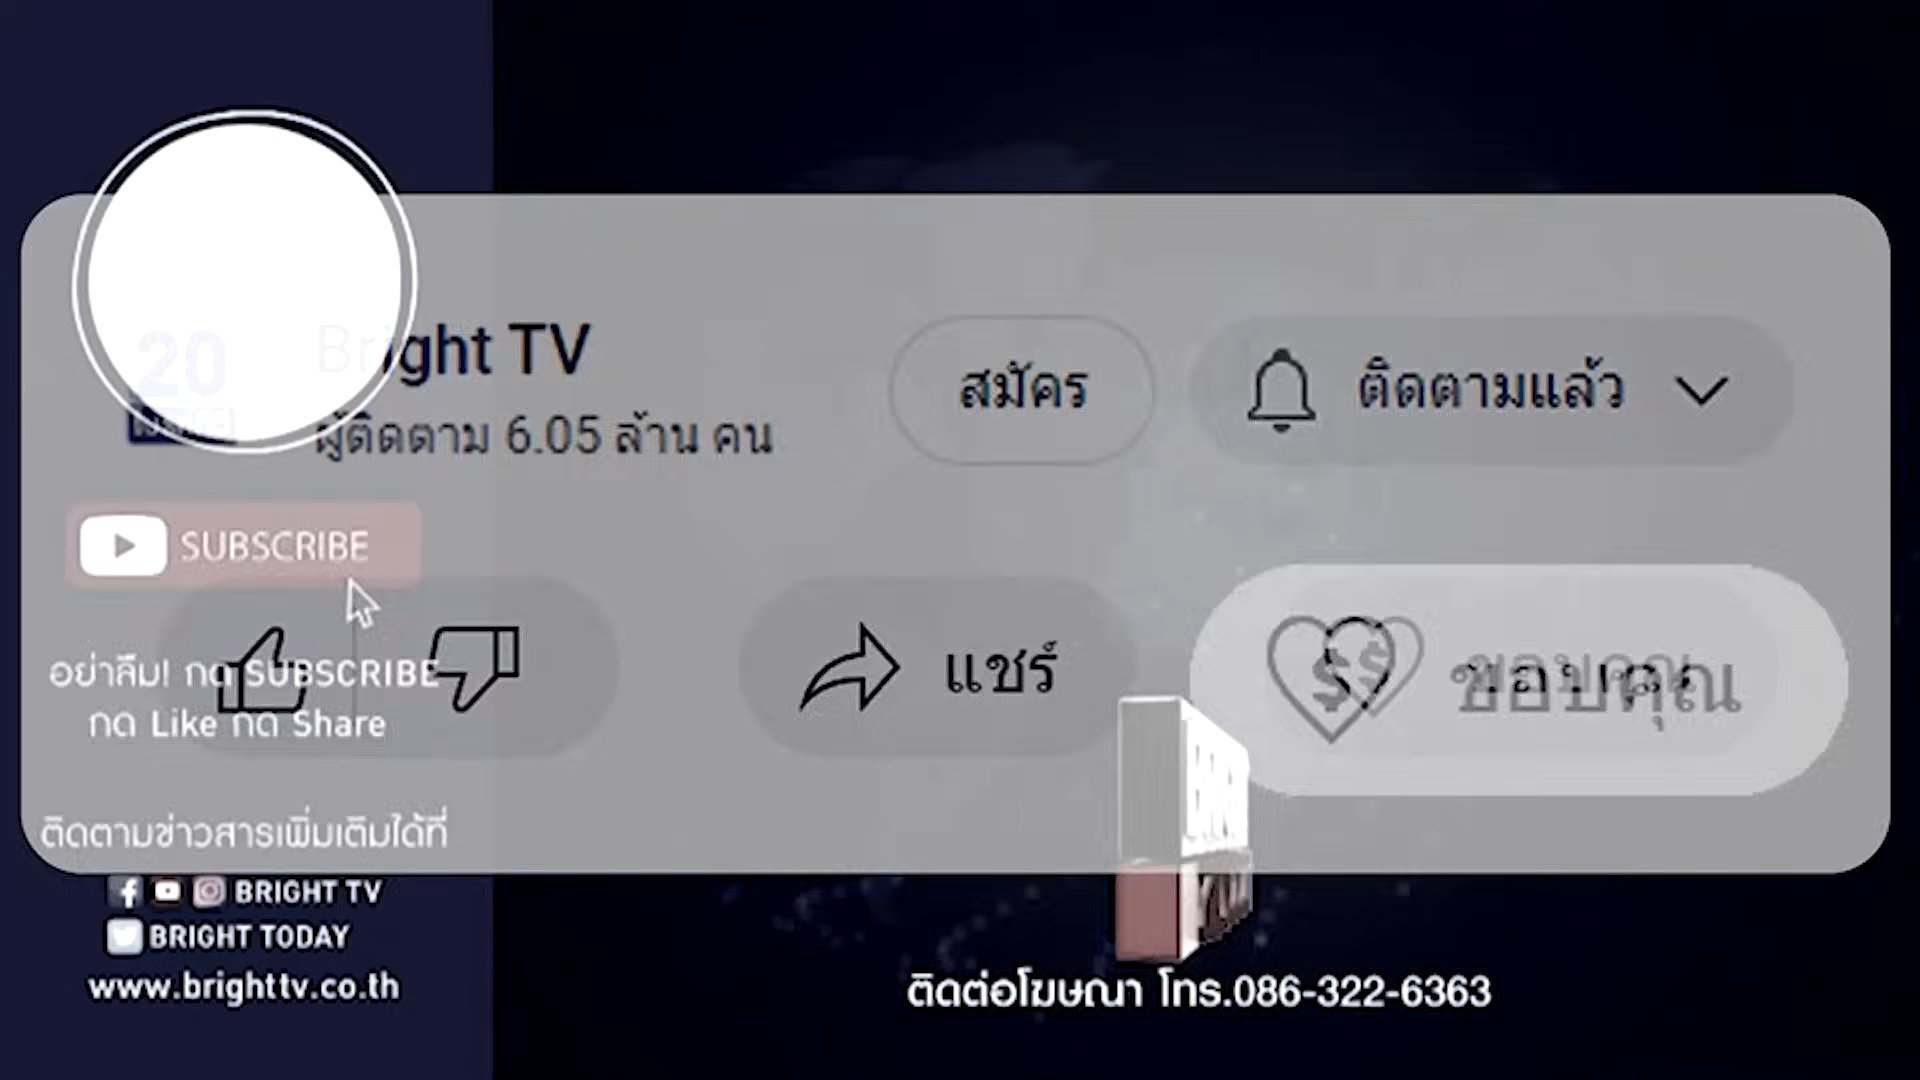 20
Bright TV
ผู้ติดตาม 6.05 ล้าน คน
สมัคร
ติดตามแล้ว
SUBSCRIBE
แชร์
ขอบคุณ
อย่าลืม! กด SUBSCRIBE
กด Like กด Share
ติดตามข่าวสารเพิ่มเติมได้ที่
BRIGHT TV
BRIGHT TODAY
www.brighttv.co.th
ติดต่อโฆษณา โทร.086-322-6363